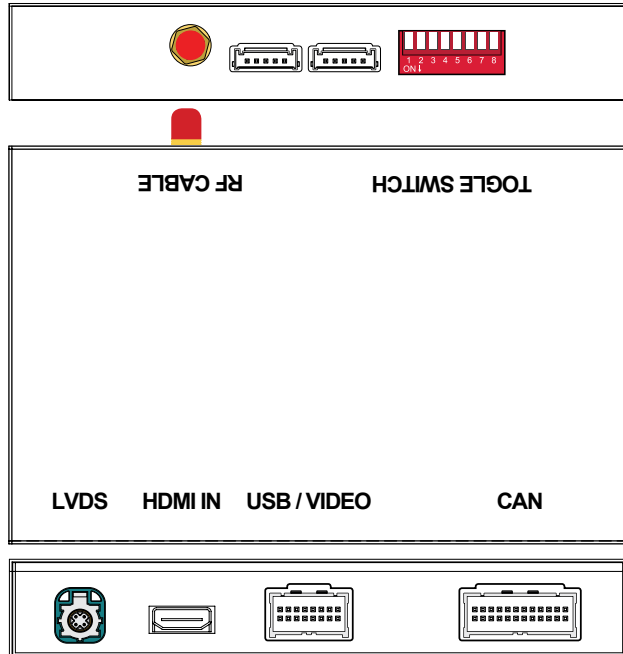 1 2 3 4 5 6 7 8
ON↓
RF CABLE
TOGLE SWITCH
LVDS HDMI IN USB / VIDEO CAN